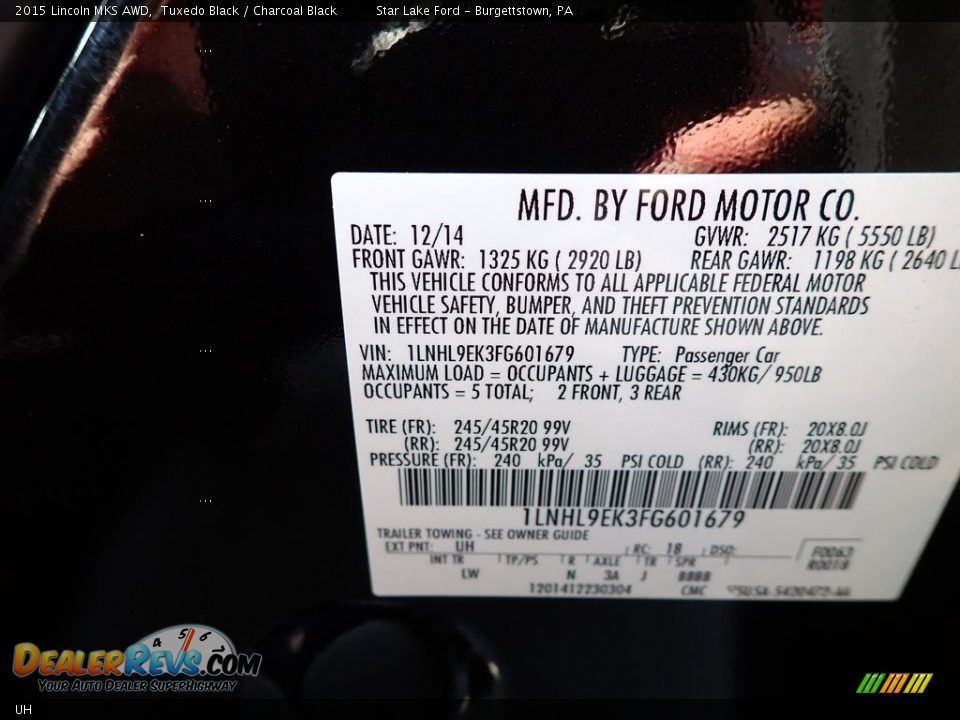 2015 Lincoln MKS AWD, Tuxedo Black / Charcoal Black Star Lake Ford - Burgettstown, PA
MFD. BY FORD MOTOR CO.
DATE: 12/14 GVWR: 2517 KG ( 5550 LB)
FRONT GAWR: 1325 KG ( 2920 LB) REAR GAWR: 1198 KG ( 2640 L
THIS VEHICLE CONFORMS TO ALL APPLICABLE FEDERAL MOTOR
VEHICLE SAFETY, BUMPER, AND THEFT PREVENTION STANDARDS
IN EFFECT ON THE DATE OF MANUFACTURE SHOWN ABOVE.
VIN: 1LNHL9EK3FG601679 TYPE: Passenger Car
MAXIMUM LOAD = OCCUPANTS + LUGGAGE = 430KG/ 950LB
OCCUPANTS = 5 TOTAL; 2 FRONT, 3 REAR
TIRE (FR): 245/45R20 99V RIMS (FR): 20X8.0J
(RR): 245/45R20 99V (RR): 20X8.0J
PRESSURE (FR): 240 kPa/ 35 PSI COLD (RR): 240 kPa/ 35 PSI COLD
1LNHL9EK3FG601679
TRAILER TOWING - SEE OWNER GUIDE
EXT PNT: UH RC: 18 DSO: F0063
INT TR TP/PS R AXLE TR SPR R0018
LW N 3A J 8888
1201412230304 CMC
DEALERREVS.COM
YOUR AUTO DEALER SUPERHIGHWAY
UH